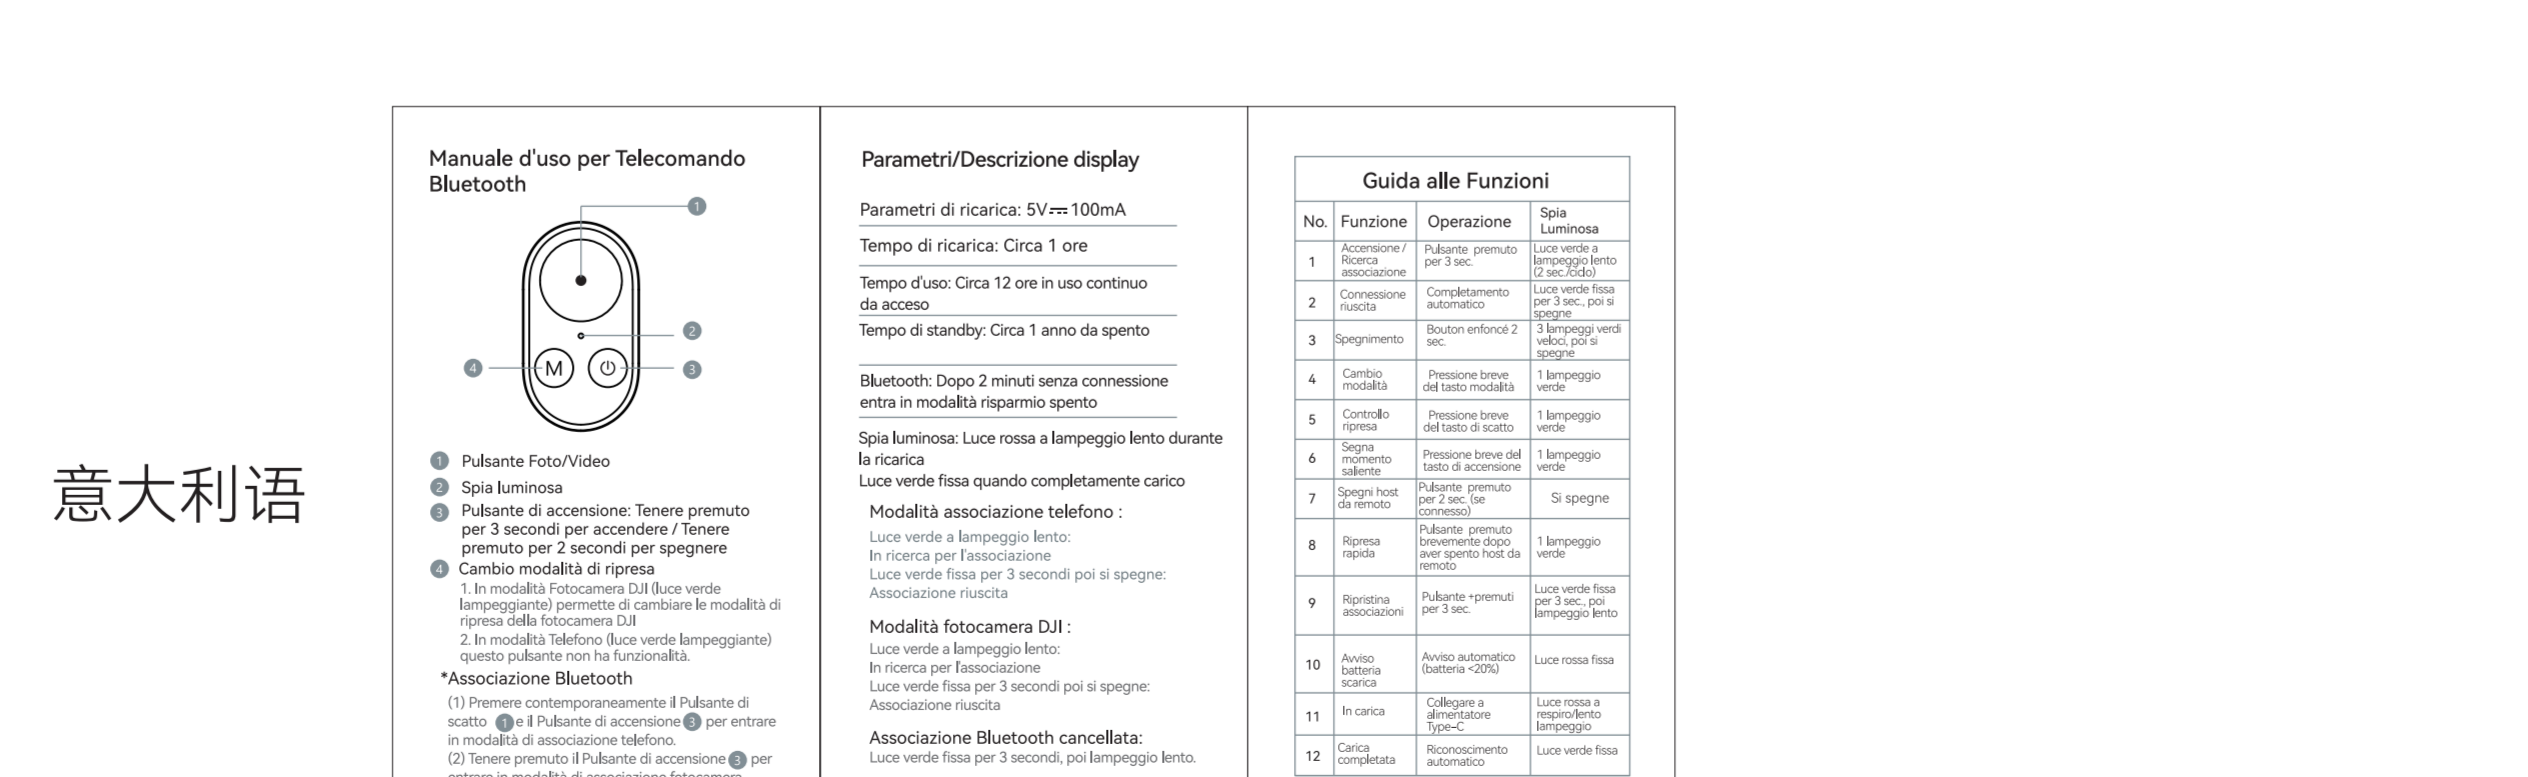 意大利语
Manuale d'uso per Telecomando
Bluetooth
1
2
3
4
M
1 Pulsante Foto/Video
2 Spia luminosa
3 Pulsante di accensione: Tenere premuto
per 3 secondi per accendere / Tenere
premuto per 2 secondi per spegnere
4 Cambio modalità di ripresa
1. In modalità Fotocamera DJI (luce verde
lampeggiante) permette di cambiare le modalità di
ripresa della fotocamera DJI
2. In modalità Telefono (luce verde lampeggiante)
questo pulsante non ha funzionalità.
*Associazione Bluetooth
(1) Premere contemporaneamente il Pulsante di
scatto 1 e il Pulsante di accensione 3 per entrare
in modalità di associazione telefono.
(2) Tenere premuto il Pulsante di accensione 3 per
entrare in modalità di associazione fotocamera
Parametri/Descrizione display
Parametri di ricarica: 5V⎓100mA
Tempo di ricarica: Circa 1 ore
Tempo d'uso: Circa 12 ore in uso continuo
da acceso
Tempo di standby: Circa 1 anno da spento
Bluetooth: Dopo 2 minuti senza connessione
entra in modalità risparmio spento
Spia luminosa: Luce rossa a lampeggio lento durante
la ricarica
Luce verde fissa quando completamente carico
Modalità associazione telefono :
Luce verde a lampeggio lento:
In ricerca per l'associazione
Luce verde fissa per 3 secondi poi si spegne:
Associazione riuscita
Modalità fotocamera DJI :
Luce verde a lampeggio lento:
In ricerca per l'associazione
Luce verde fissa per 3 secondi poi si spegne:
Associazione riuscita
Associazione Bluetooth cancellata:
Luce verde fissa per 3 secondi, poi lampeggio lento.
Guida alle Funzioni
No. Funzione Operazione Spia Luminosa
1 Accensione / Ricerca associazione Pulsante premuto per 3 sec. Luce verde a lampeggio lento (2 sec./ciclo)
2 Connessione riuscita Completamento automatico Luce verde fissa per 3 sec., poi si spegne
3 Spegnimento Bouton enfoncé 2 sec. 3 lampeggi verdi veloci, poi si spegne
4 Cambio modalità Pressione breve del tasto modalità 1 lampeggio verde
5 Controllo ripresa Pressione breve del tasto di scatto 1 lampeggio verde
6 Segna momento saliente Pressione breve del tasto di accensione 1 lampeggio verde
7 Spegni host da remoto Pulsante premuto per 2 sec. (se connesso) Si spegne
8 Ripresa rapida Pulsante premuto brevemente dopo aver spento host da remoto 1 lampeggio verde
9 Ripristina associazioni Pulsante +premuti per 3 sec. Luce verde fissa per 3 sec., poi lampeggio lento
10 Avviso batteria scarica Avviso automatico (batteria <20%) Luce rossa fissa
11 In carica Collegare a alimentatore Type-C Luce rossa a respiro/lento lampeggio
12 Carica completata Riconoscimento automatico Luce verde fissa